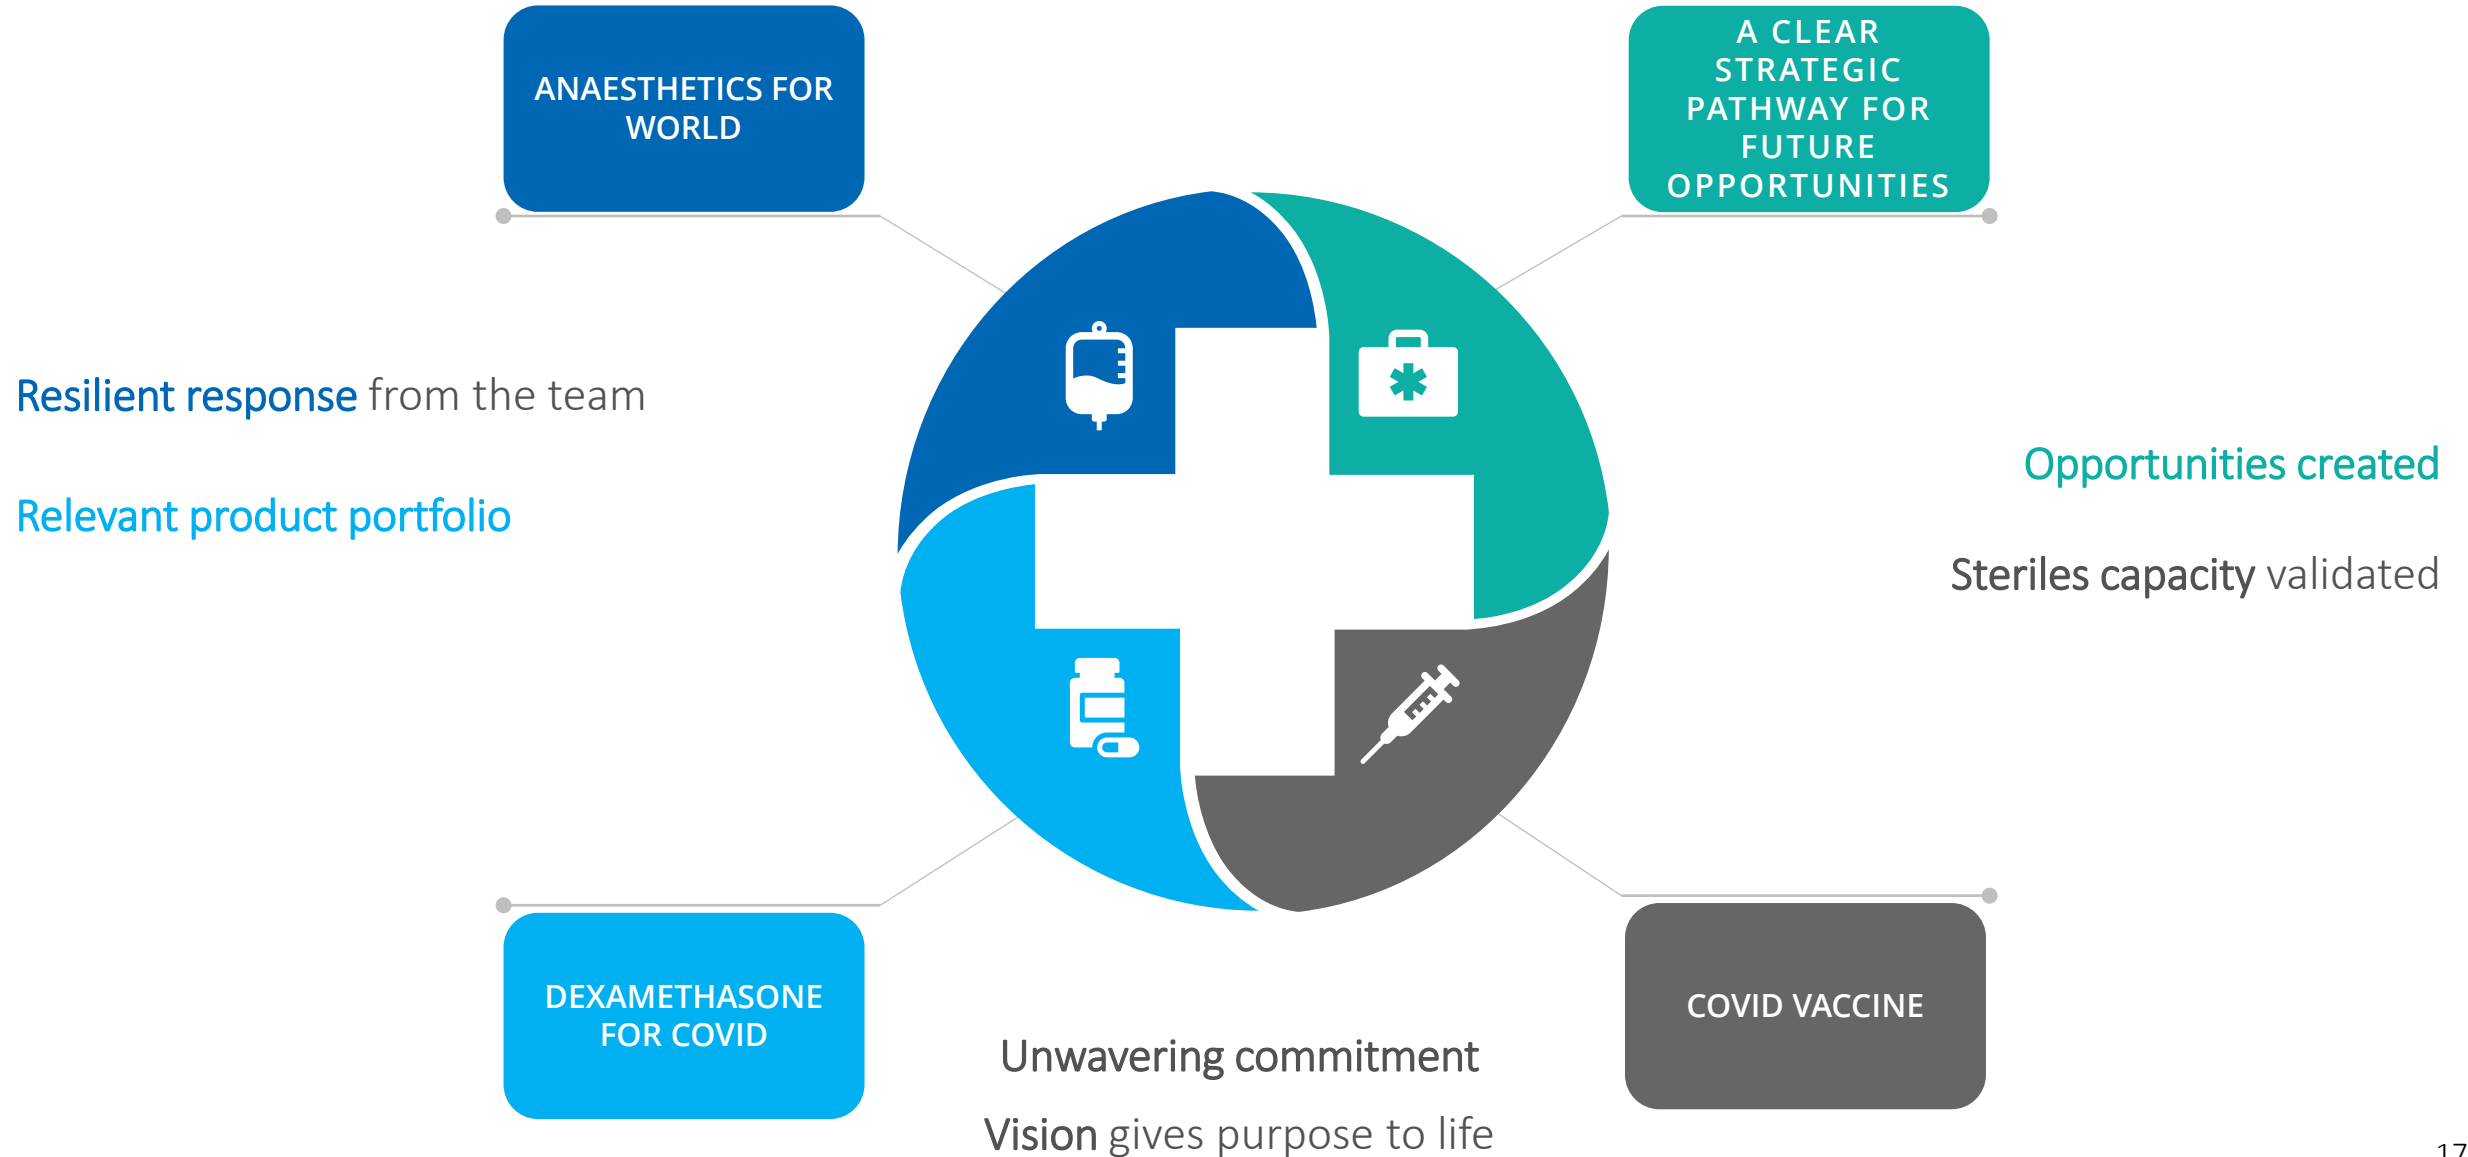 ANAESTHETICS FOR
WORLD
A CLEAR
STRATEGIC
PATHWAY FOR
FUTURE
OPPORTUNITIES
Resilient response from the team
Relevant product portfolio
Opportunities created
Steriles capacity validated
DEXAMETHASONE
FOR COVID
COVID VACCINE
Unwavering commitment
Vision gives purpose to life
17